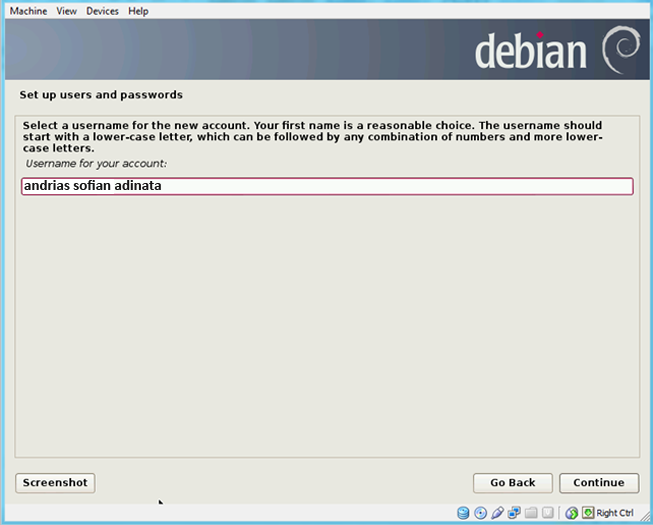 Machine View Devices Help
debian
Set up users and passwords
Select a username for the new account. Your first name is a reasonable choice. The username should
start with a lower-case letter, which can be followed by any combination of numbers and more lower-
case letters.
Username for your account:
andrias sofian adinata
Screenshot Go Back Continue
Right Ctrl